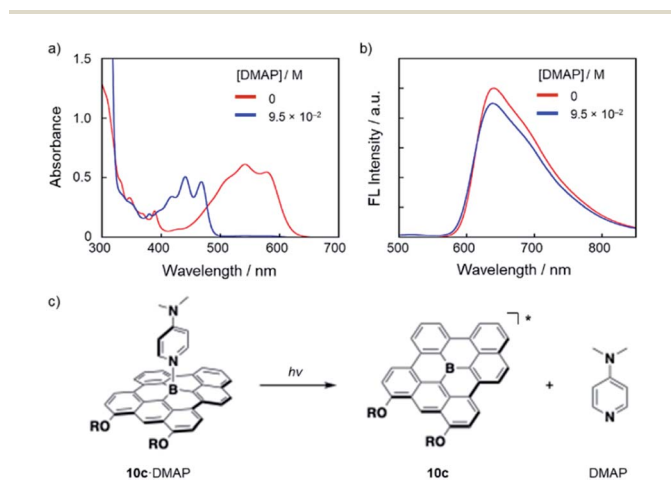 a)
b)
1.5
1.0
0.5
0
Absorbance
[DMAP] / M
0
9.5 × 10⁻²
300 400 500 600 700
Wavelength / nm
FL Intensity / a.u.
[DMAP] / M
0
9.5 × 10⁻²
500 600 700 800
Wavelength / nm
c)
N
N
B
RO
RO
10c·DMAP
hν
*
B
RO
RO
10c
+
N
N
DMAP